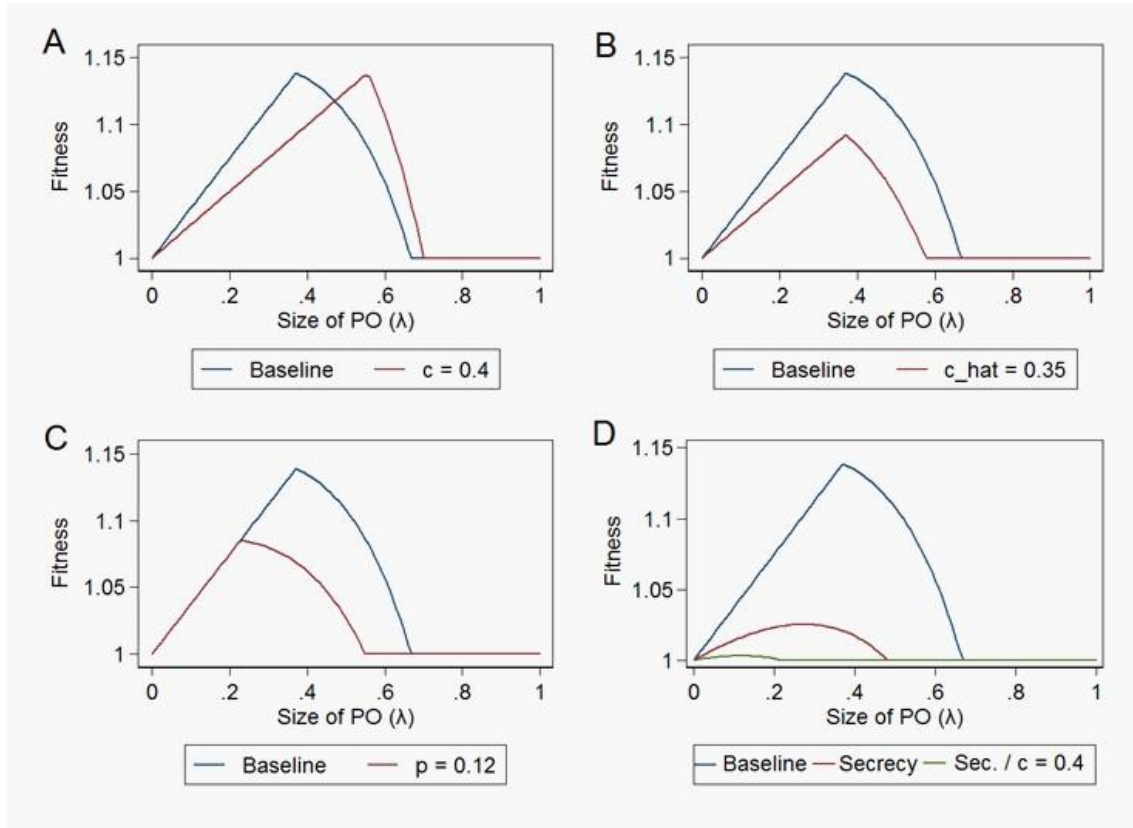 A
1.15
1.1
1.05
1
Fitness
0 .2 .4 .6 .8 1
Size of PO (λ)
Baseline c = 0.4
B
1.15
1.1
1.05
1
Fitness
0 .2 .4 .6 .8 1
Size of PO (λ)
Baseline c_hat = 0.35
C
1.15
1.1
1.05
1
Fitness
0 .2 .4 .6 .8 1
Size of PO (λ)
Baseline p = 0.12
D
1.15
1.1
1.05
1
Fitness
0 .2 .4 .6 .8 1
Size of PO (λ)
Baseline Secrecy Sec. / c = 0.4